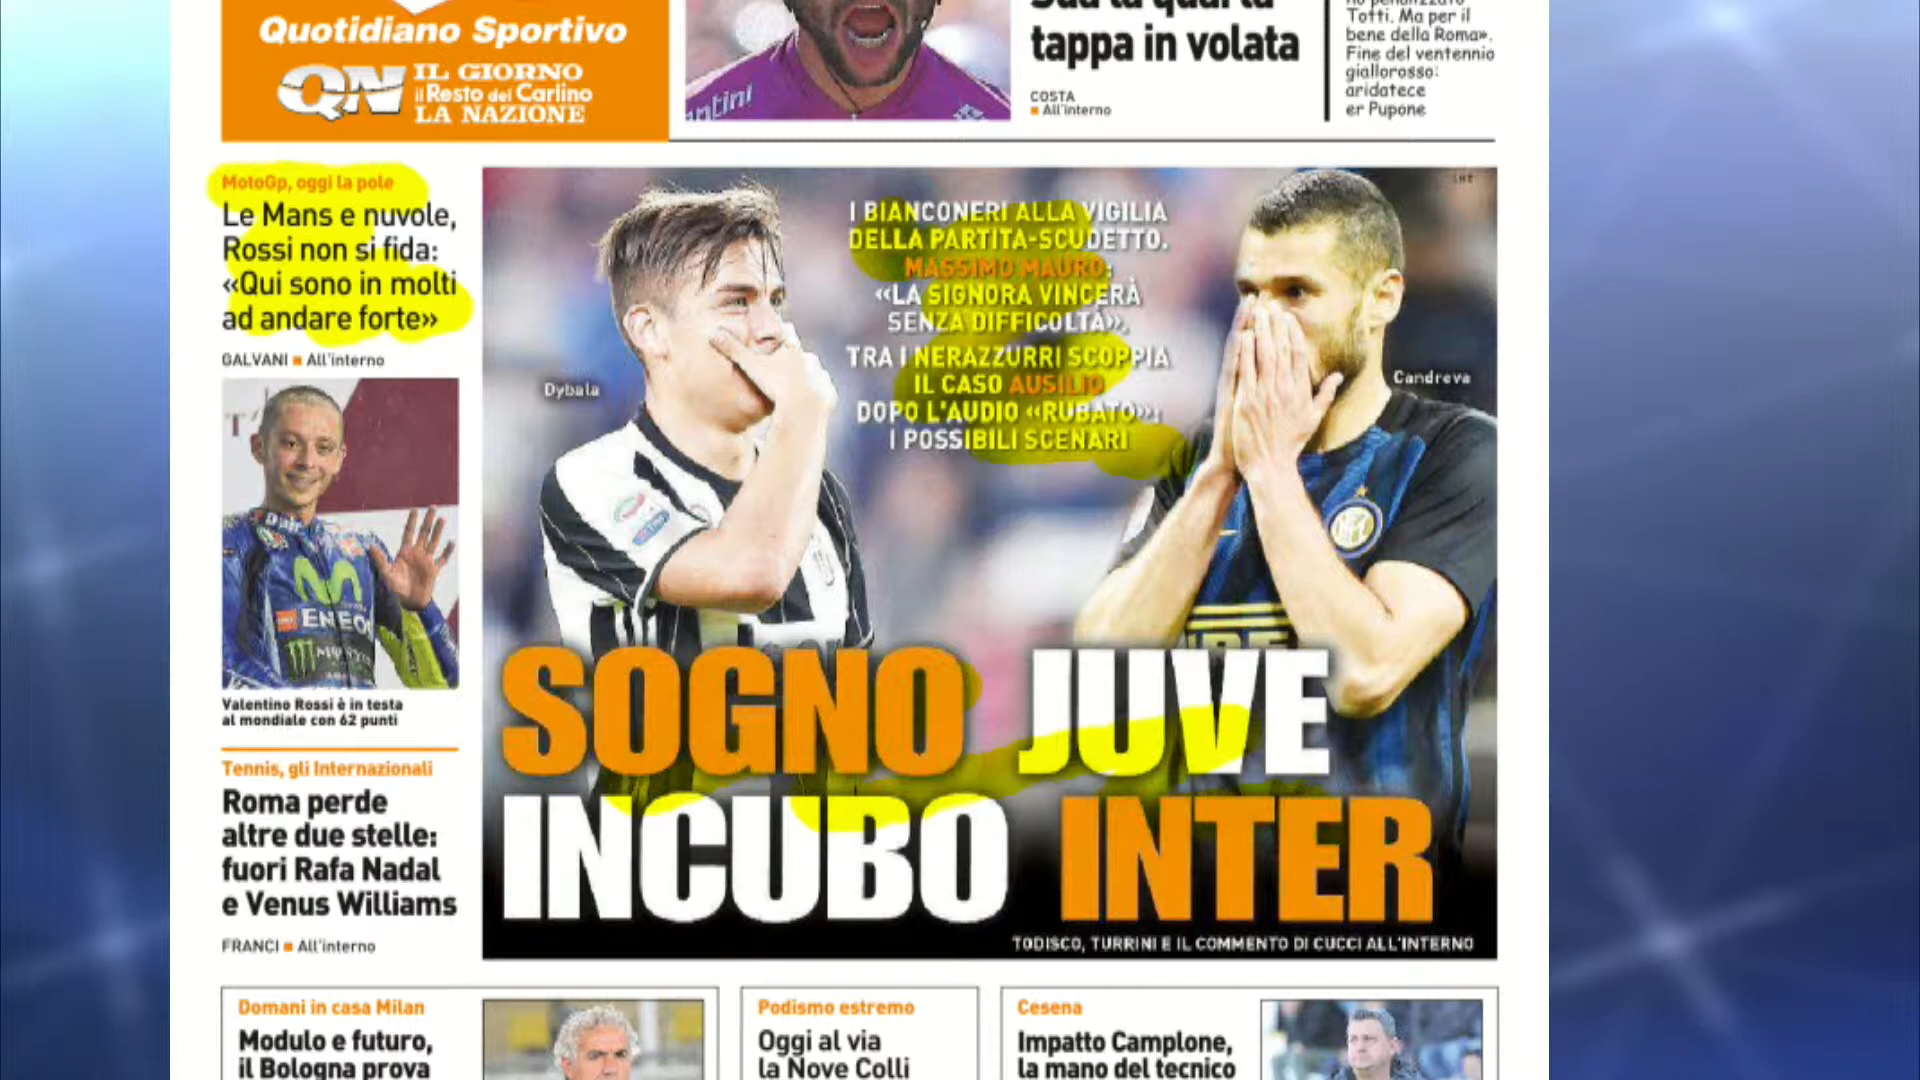 Quotidiano Sportivo
QN IL GIORNO
il Resto del Carlino
LA NAZIONE
tappa in volata
COSTA
All'interno
Totti. Ma per il
bene della Roma».
Fine del ventennio
giallorosso:
aridatece
er Pupone
MotoGp, oggi la pole
Le Mans e nuvole,
Rossi non si fida:
«Qui sono in molti
ad andare forte»
GALVANI ■ All'interno
ENEOS
Valentino Rossi è in testa
al mondiale con 62 punti
Tennis, gli Internazionali
Roma perde
altre due stelle:
fuori Rafa Nadal
e Venus Williams
FRANCI ■ All'interno
I BIANCONERI ALLA VIGILIA
DELLA PARTITA-SCUDETTO.
MASSIMO MAURO:
«LA SIGNORA VINCERÀ
SENZA DIFFICOLTÀ».
TRA I NERAZZURRI SCOPPIA
IL CASO AUSILIO
DOPO L'AUDIO «RUBATO»:
I POSSIBILI SCENARI
Dybala
Candreva
SOGNO JUVE
INCUBO INTER
TODISCO, TURRINI E IL COMMENTO DI CUCCI ALL'INTERNO
Domani in casa Milan
Modulo e futuro,
il Bologna prova
Podismo estremo
Oggi al via
la Nove Colli
Cesena
Impatto Camplone,
la mano del tecnico